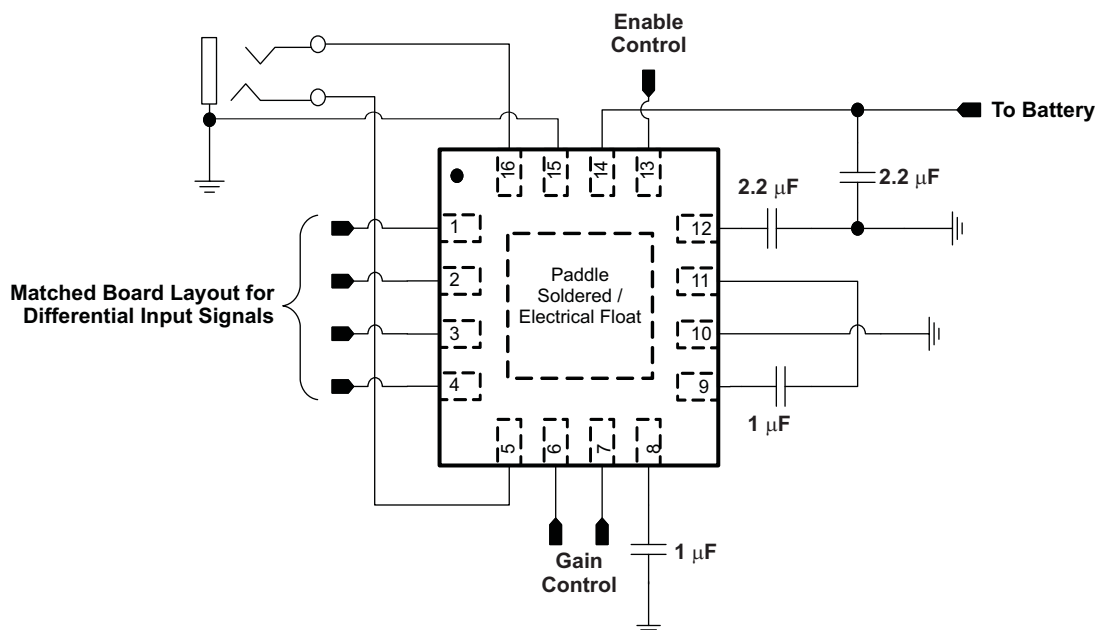 Enable
Control
To Battery
16
15
14
13
2.2 μF
2.2 μF
1
12
2
11
Paddle
Soldered /
Electrical Float
Matched Board Layout for
Differential Input Signals
3
10
4
9
1 μF
5
6
7
8
1 μF
Gain
Control